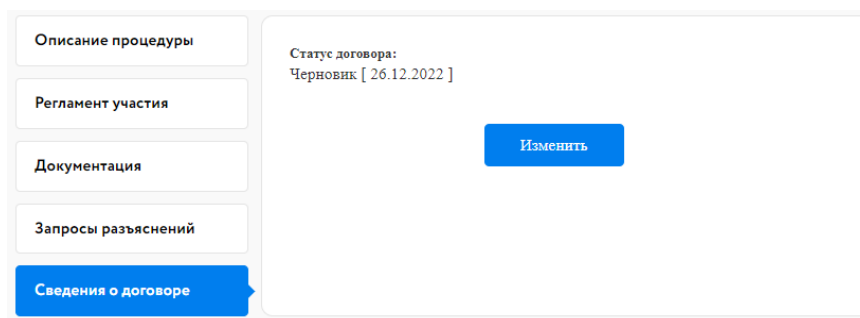 Описание процедуры
Регламент участия
Документация
Запросы разъяснений
Сведения о договоре
Статус договора:
Черновик [ 26.12.2022 ]
Изменить